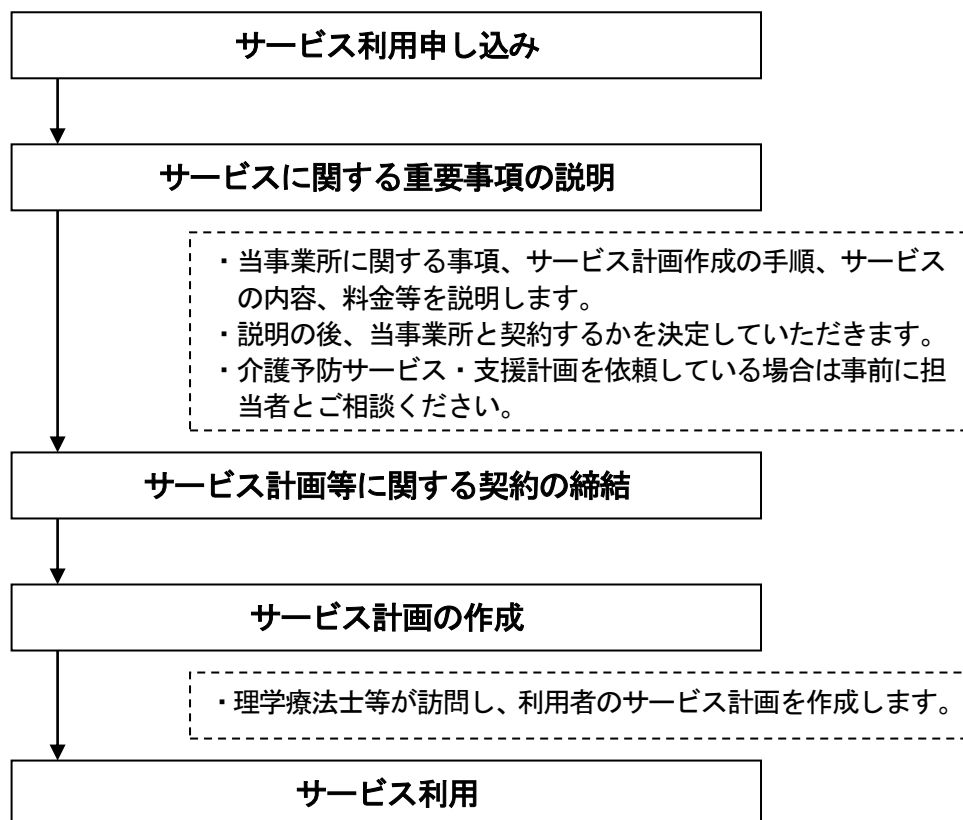 サービス利用申し込み
サービスに関する重要事項の説明
・当事業所に関する事項、サービス計画作成の手順、サービス
の内容、料金等を説明します。
・説明の後、当事業所と契約するかを決定していただきます。
・介護予防サービス・支援計画を依頼している場合は事前に担
当者とご相談ください。
サービス計画等に関する契約の締結
サービス計画の作成
・理学療法士等が訪問し、利用者のサービス計画を作成します。
サービス利用